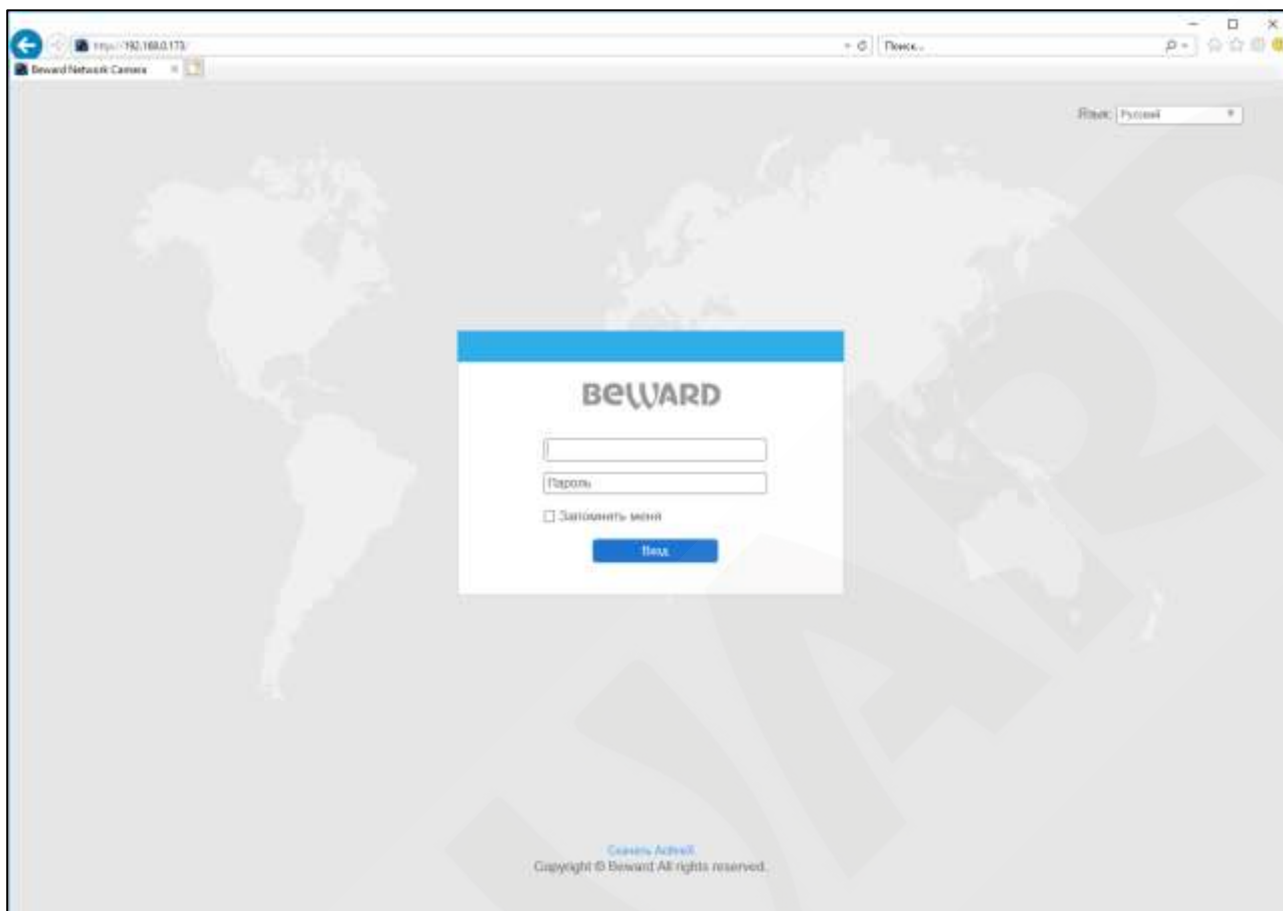 http://192.168.0.173/
Поиск...
Beward Network Camera
Язык: Русский
BEWARD
Пароль
Запомнить меня
Вход
Скачать ActiveX
Copyright © Beward All rights reserved.